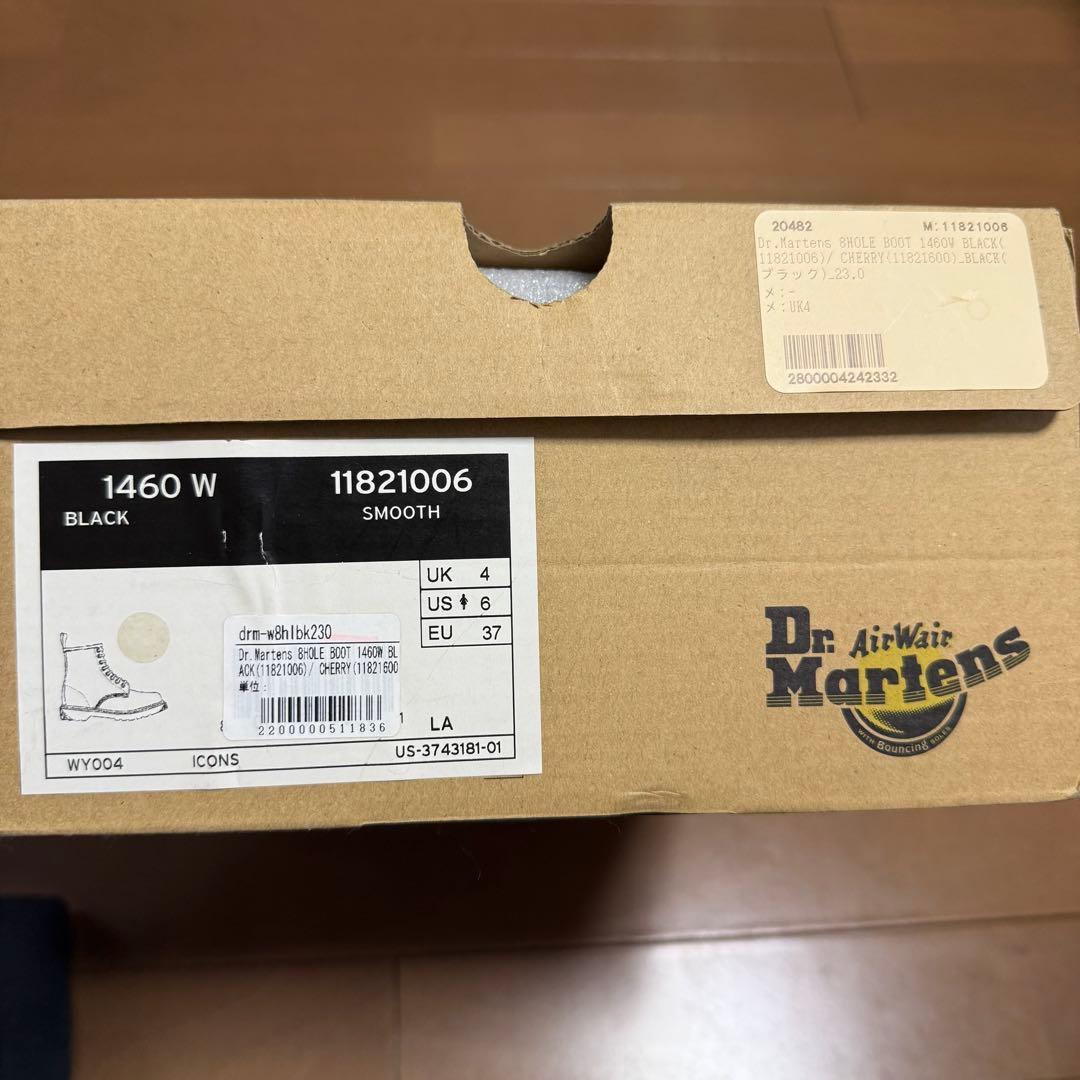 20482 M:11821006
Dr.Martens 8HOLE BOOT 1460W BLACK(
11821006)/ CHERRY(11821600)_BLACK(
ブラック)_23.0
メ:-
メ:UK4
2800004242332
1460 W 11821006
BLACK SMOOTH
UK 4
US 6
EU 37
drm-w8hlbk230
Dr.Martens 8HOLE BOOT 1460W BL
ACK(11821006)/ CHERRY(11821600
単位:
2200000511836
LA
WY004 ICONS US-3743181-01
Dr. AirWair
Martens
WITH Bouncing SOLES